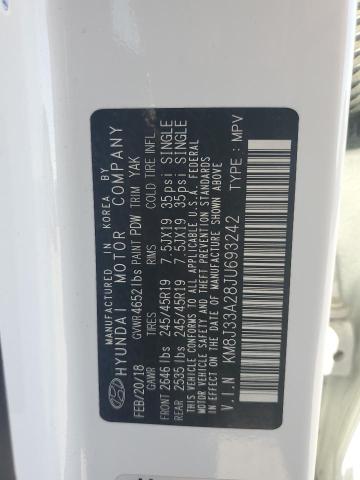 MANUFACTURED IN KOREA BY
HYUNDAI MOTOR COMPANY
FEB/20/18 GVWR 4652 lbs PAINT PDW TRIM YAK
GAWR TIRES RIMS COLD TIRE INFL.
FRONT 2646 lbs 245/45R19 7.5JX19 35psi SINGLE
REAR 2535 lbs 245/45R19 7.5JX19 35psi SINGLE
THIS VEHICLE CONFORMS TO ALL APPLICABLE U.S.A. FEDERAL
MOTOR VEHICLE SAFETY AND THEFT PREVENTION STANDARDS
IN EFFECT ON THE DATE OF MANUFACTURE SHOWN ABOVE.
V.I.N KM8J33A28JU693242 TYPE: MPV